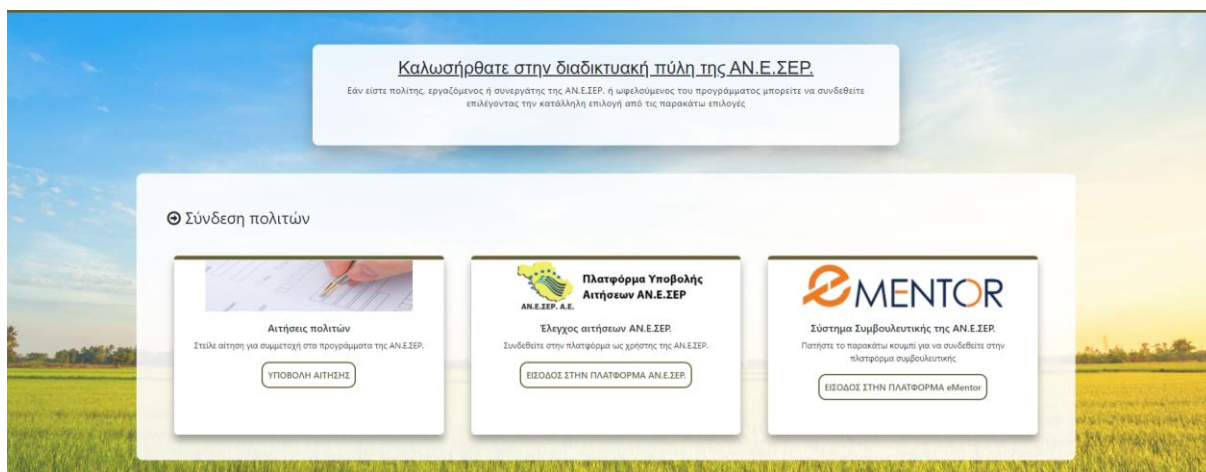 Καλωσήρθατε στην διαδικτυακή πύλη της ΑΝ.Ε.ΣΕΡ.
Εάν είστε πολίτης, εργαζόμενος ή συνεργάτης της ΑΝ.Ε.ΣΕΡ. ή ωφελούμενος του προγράμματος μπορείτε να συνδεθείτε
επιλέγοντας την κατάλληλη επιλογή από τις παρακάτω επιλογές
Σύνδεση πολιτών
Αιτήσεις πολιτών
Στείλε αίτηση για συμμετοχή στα προγράμματα της ΑΝ.Ε.ΣΕΡ.
ΥΠΟΒΟΛΗ ΑΙΤΗΣΗΣ
ΑΝ.Ε.ΣΕΡ. Α.Ε.
Πλατφόρμα Υποβολής
Αιτήσεων ΑΝ.Ε.ΣΕΡ
Έλεγχος αιτήσεων ΑΝ.Ε.ΣΕΡ.
Συνδεθείτε στην πλατφόρμα ως χρήστης της ΑΝ.Ε.ΣΕΡ.
ΕΙΣΟΔΟΣ ΣΤΗΝ ΠΛΑΤΦΟΡΜΑ ΑΝ.Ε.ΣΕΡ.
eMENTOR
Σύστημα Συμβουλευτικής της ΑΝ.Ε.ΣΕΡ.
Πατήστε το παρακάτω κουμπί για να συνδεθείτε στην
πλατφόρμα συμβουλευτικής
ΕΙΣΟΔΟΣ ΣΤΗΝ ΠΛΑΤΦΟΡΜΑ eMentor